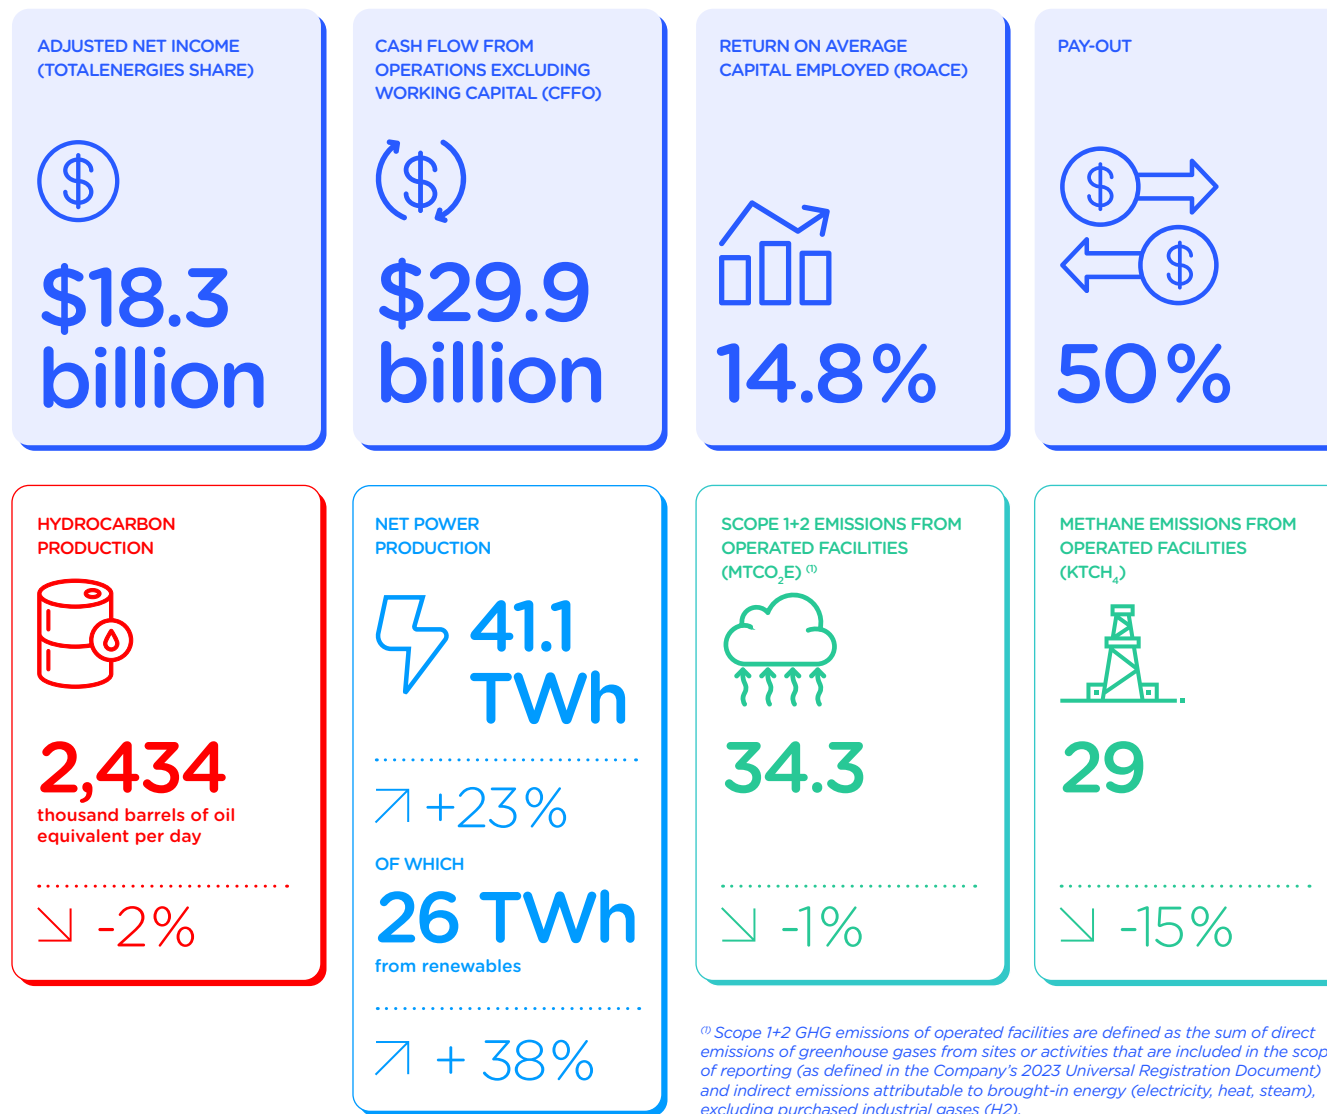 ADJUSTED NET INCOME
(TOTALENERGIES SHARE)
$
$18.3
billion
CASH FLOW FROM
OPERATIONS EXCLUDING
WORKING CAPITAL (CFFO)
$
$29.9
billion
RETURN ON AVERAGE
CAPITAL EMPLOYED (ROACE)
14.8%
PAY-OUT
$
$
50%
HYDROCARBON
PRODUCTION
2,434
thousand barrels of oil
equivalent per day
-2%
NET POWER
PRODUCTION
41.1
TWh
+23%
OF WHICH
26 TWh
from renewables
+ 38%
SCOPE 1+2 EMISSIONS FROM
OPERATED FACILITIES
(MTCO₂E) ⁽¹⁾
34.3
-1%
METHANE EMISSIONS FROM
OPERATED FACILITIES
(KTCH₄)
29
-15%
⁽¹⁾ Scope 1+2 GHG emissions of operated facilities are defined as the sum of direct
emissions of greenhouse gases from sites or activities that are included in the scop
of reporting (as defined in the Company's 2023 Universal Registration Document)
and indirect emissions attributable to brought-in energy (electricity, heat, steam),
excluding purchased industrial gases (H2).